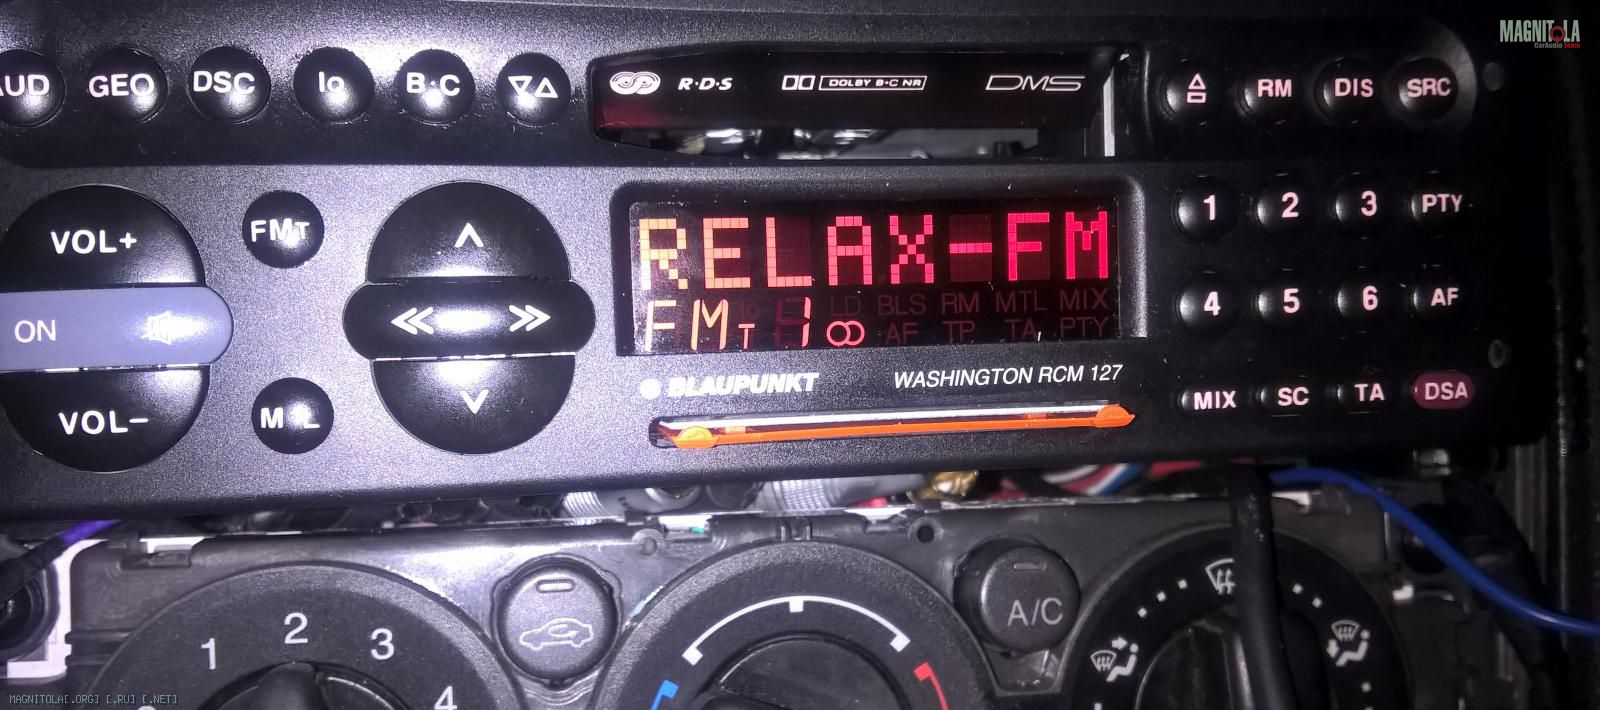 MAGNITOLA
CarAudio Team
AUD GEO DSC lo B·C ▽△
R·D·S DOLBY B·C NR DMS
RM DIS SRC
VOL+
FMT
RELAX-FM
lo LD BLS RM MTL MIX
FMT 1 AF TP TA PTY
1 2 3 PTY
ON
4 5 6 AF
BLAUPUNKT WASHINGTON RCM 127
VOL-
MTL
MIX SC TA DSA
1 2 3 4
A/C
MAGNITOLA[.ORG] [.RU] [.NET]